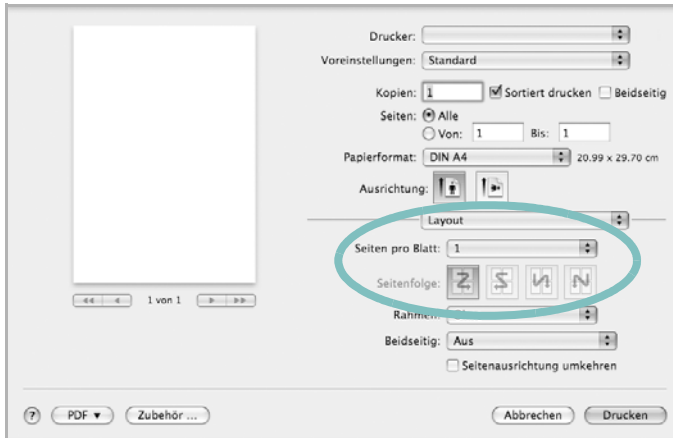 Drucker:
Voreinstellungen: Standard
Kopien: 1 Sortiert drucken Beidseitig
Seiten: Alle
Von: 1 Bis: 1
Papierformat: DIN A4 20.99 x 29.70 cm
Ausrichtung:
Layout
Seiten pro Blatt: 1
Seitenfolge:
1 von 1
Rahmen:
Beidseitig: Aus
Seitenausrichtung umkehren
? PDF Zubehör ... Abbrechen Drucken